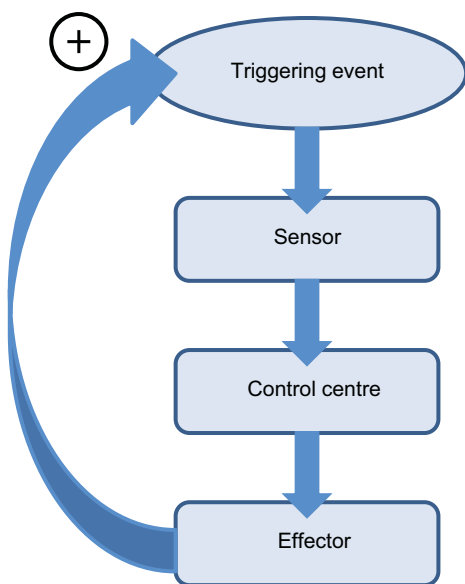 +
Triggering event
Sensor
Control centre
Effector